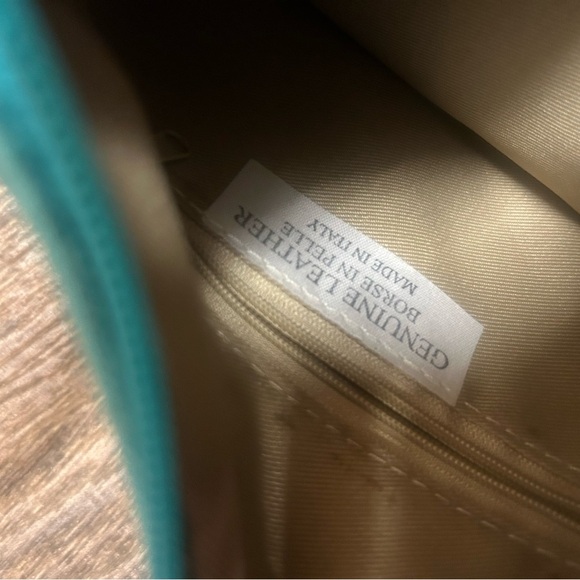 GENUINE LEATHER
BORSE IN PELLE
MADE IN ITALY